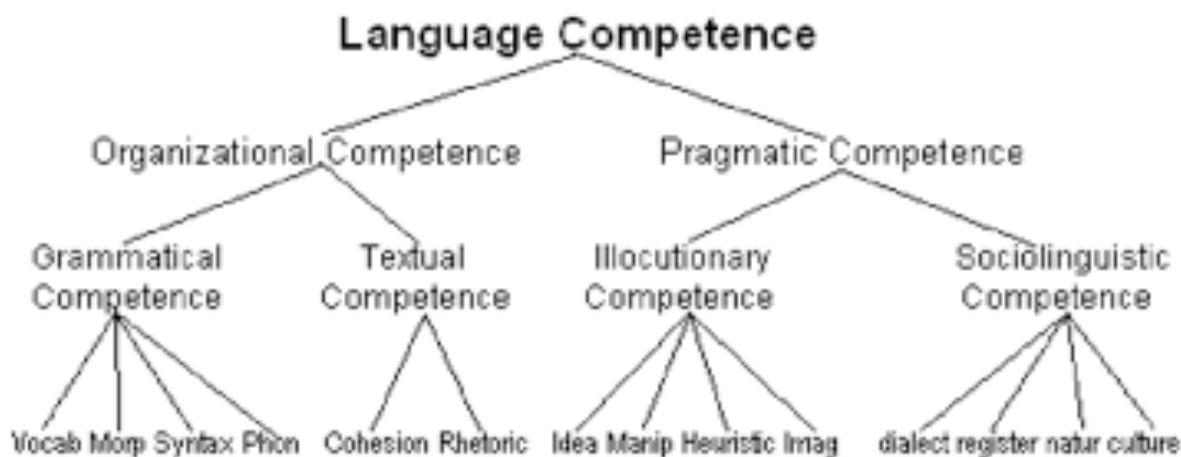 Language Competence
Organizational Competence Pragmatic Competence
Grammatical Textual Illocutionary Sociolinguistic
Competence Competence Competence Competence
Vocab Morp Syntax Phon Cohesion Rhetoric Idea Manip Heuristic Imag dialect register natur culture